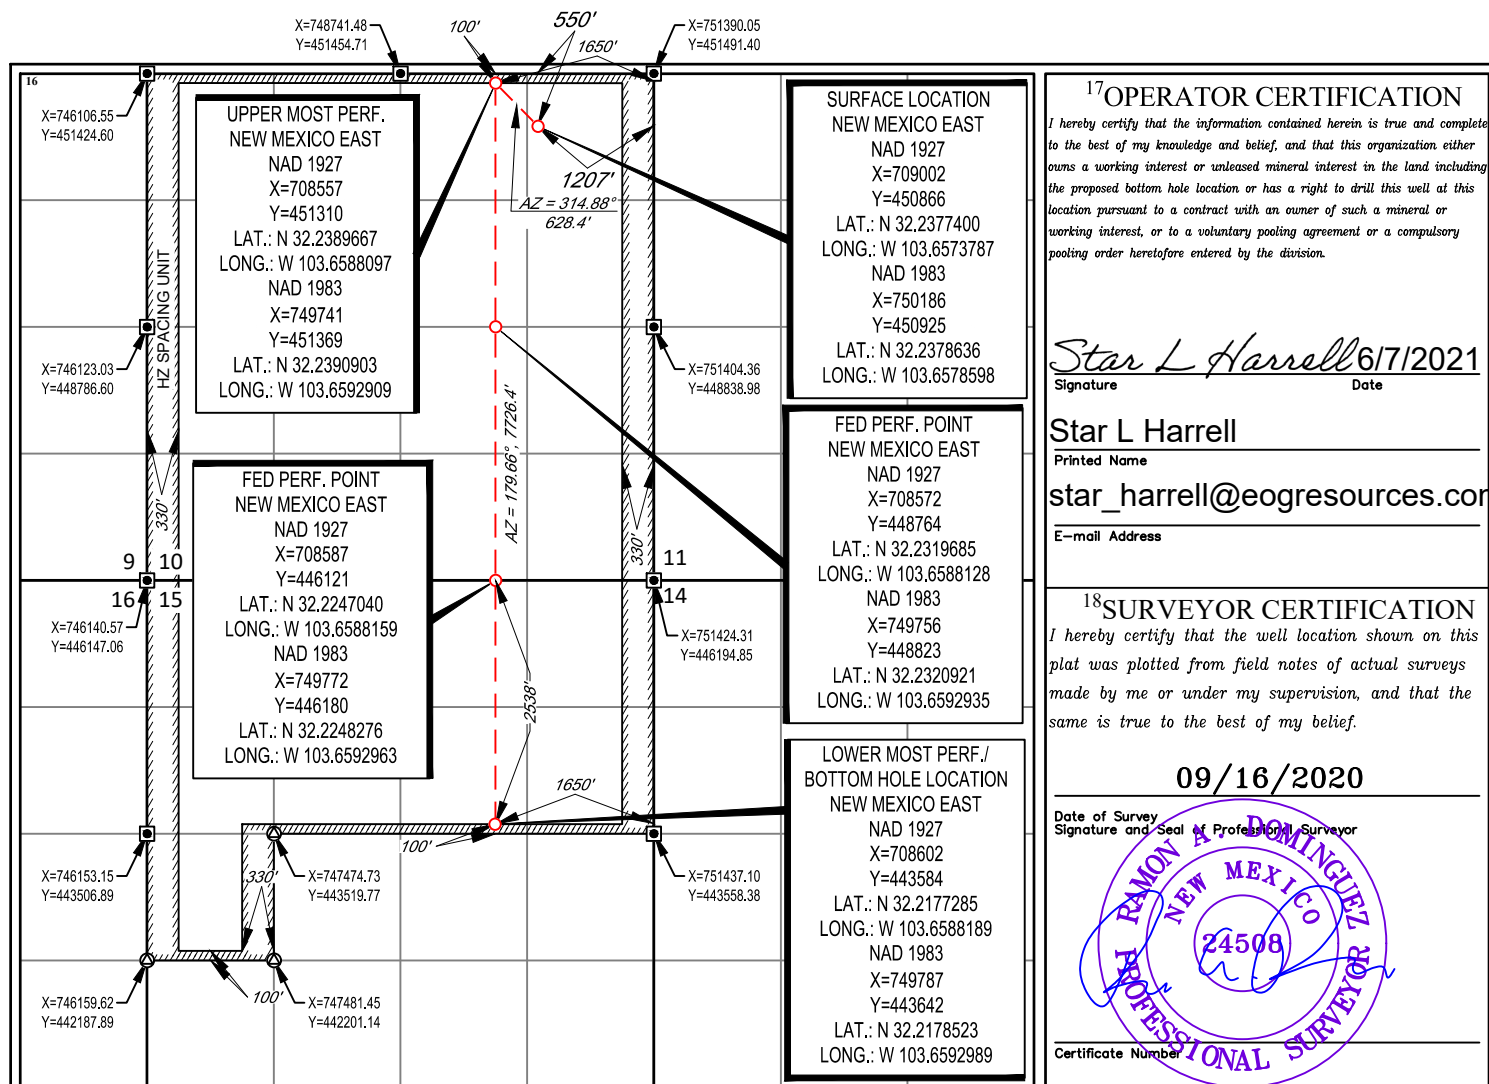 X=748741.48
Y=451454.71
100'
550'
1650'
X=751390.05
Y=451491.40
16
X=746106.55
Y=451424.60
UPPER MOST PERF.
NEW MEXICO EAST
NAD 1927
X=708557
Y=451310
LAT.: N 32.2389667
LONG.: W 103.6588097
NAD 1983
X=749741
Y=451369
LAT.: N 32.2390903
LONG.: W 103.6592909
1207'
AZ = 314.88°
628.4'
SURFACE LOCATION
NEW MEXICO EAST
NAD 1927
X=709002
Y=450866
LAT.: N 32.2377400
LONG.: W 103.6573787
NAD 1983
X=750186
Y=450925
LAT.: N 32.2378636
LONG.: W 103.6578598
HZ SPACING UNIT
X=746123.03
Y=448786.60
X=751404.36
Y=448838.98
AZ = 179.66°, 7726.4'
330'
330'
FED PERF. POINT
NEW MEXICO EAST
NAD 1927
X=708587
Y=446121
LAT.: N 32.2247040
LONG.: W 103.6588159
NAD 1983
X=749772
Y=446180
LAT.: N 32.2248276
LONG.: W 103.6592963
FED PERF. POINT
NEW MEXICO EAST
NAD 1927
X=708572
Y=448764
LAT.: N 32.2319685
LONG.: W 103.6588128
NAD 1983
X=749756
Y=448823
LAT.: N 32.2320921
LONG.: W 103.6592935
9 10
16 15
11
14
X=746140.57
Y=446147.06
X=751424.31
Y=446194.85
2538'
1650'
100'
LOWER MOST PERF./
BOTTOM HOLE LOCATION
NEW MEXICO EAST
NAD 1927
X=708602
Y=443584
LAT.: N 32.2177285
LONG.: W 103.6588189
NAD 1983
X=749787
Y=443642
LAT.: N 32.2178523
LONG.: W 103.6592989
X=746153.15
Y=443506.89
330'
X=747474.73
Y=443519.77
X=751437.10
Y=443558.38
X=746159.62
Y=442187.89
100'
X=747481.45
Y=442201.14
17 OPERATOR CERTIFICATION
I hereby certify that the information contained herein is true and complete
to the best of my knowledge and belief, and that this organization either
owns a working interest or unleased mineral interest in the land including
the proposed bottom hole location or has a right to drill this well at this
location pursuant to a contract with an owner of such a mineral or
working interest, or to a voluntary pooling agreement or a compulsory
pooling order heretofore entered by the division.
Star L Harrell 6/7/2021
Signature Date
Star L Harrell
Printed Name
star_harrell@eogresources.com
E-mail Address
18 SURVEYOR CERTIFICATION
I hereby certify that the well location shown on this
plat was plotted from field notes of actual surveys
made by me or under my supervision, and that the
same is true to the best of my belief.
09/16/2020
Date of Survey
Signature and Seal of Professional Surveyor
RAMON A. DOMINGUEZ
NEW MEXICO
24508
PROFESSIONAL SURVEYOR
Certificate Number